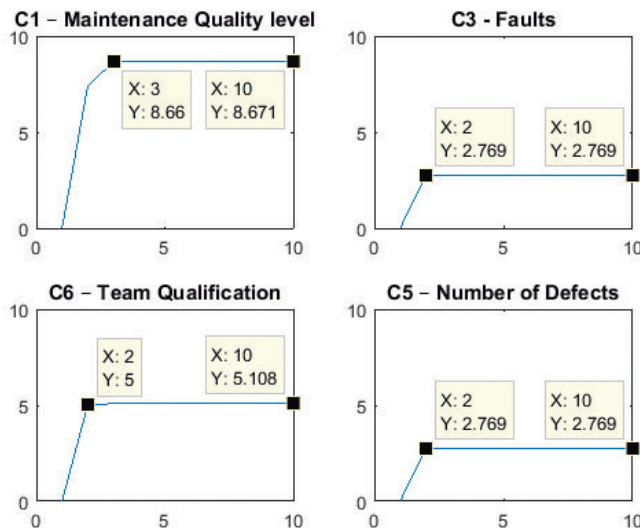 C1 – Maintenance Quality level
10
5
0
X: 3
Y: 8.66
X: 10
Y: 8.671
0
5
10
C3 - Faults
10
5
0
X: 2
Y: 2.769
X: 10
Y: 2.769
0
5
10
C6 – Team Qualification
10
5
0
X: 2
Y: 5
X: 10
Y: 5.108
0
5
10
C5 – Number of Defects
10
5
0
X: 2
Y: 2.769
X: 10
Y: 2.769
0
5
10